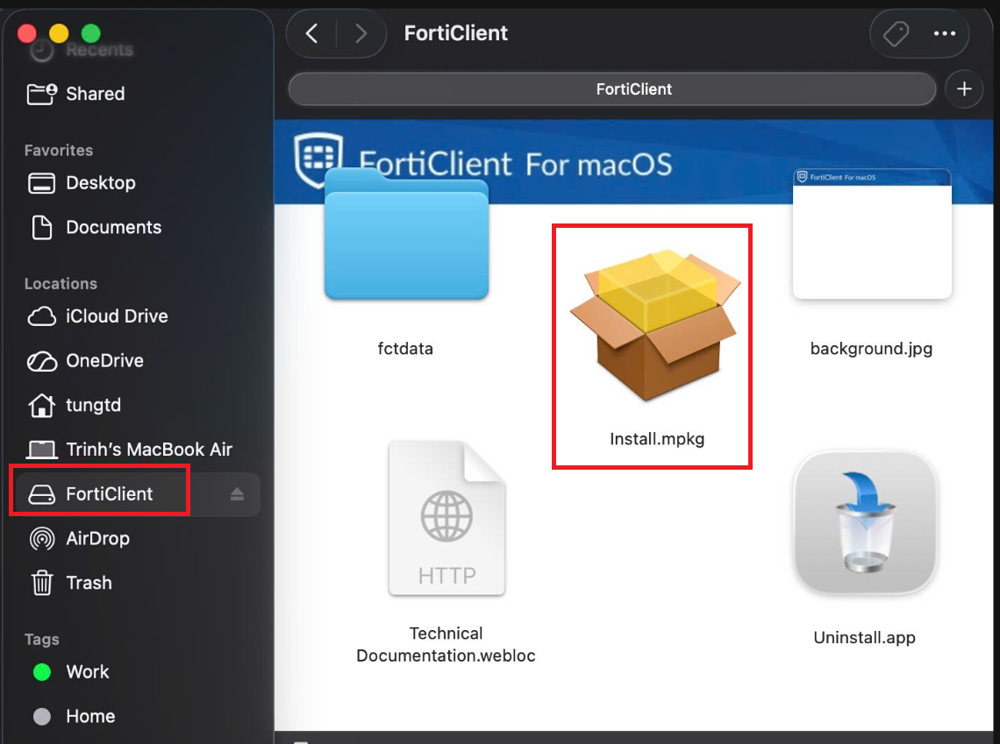 Recents
Shared
Favorites
Desktop
Documents
Locations
iCloud Drive
OneDrive
tungtd
Trinh’s MacBook Air
FortiClient
AirDrop
Trash
Tags
Work
Home
FortiClient
FortiClient
FortiClient For macOS
fctdata
Install.mpkg
FortiClient For macOS
background.jpg
HTTP
Technical
Documentation.webloc
Uninstall.app